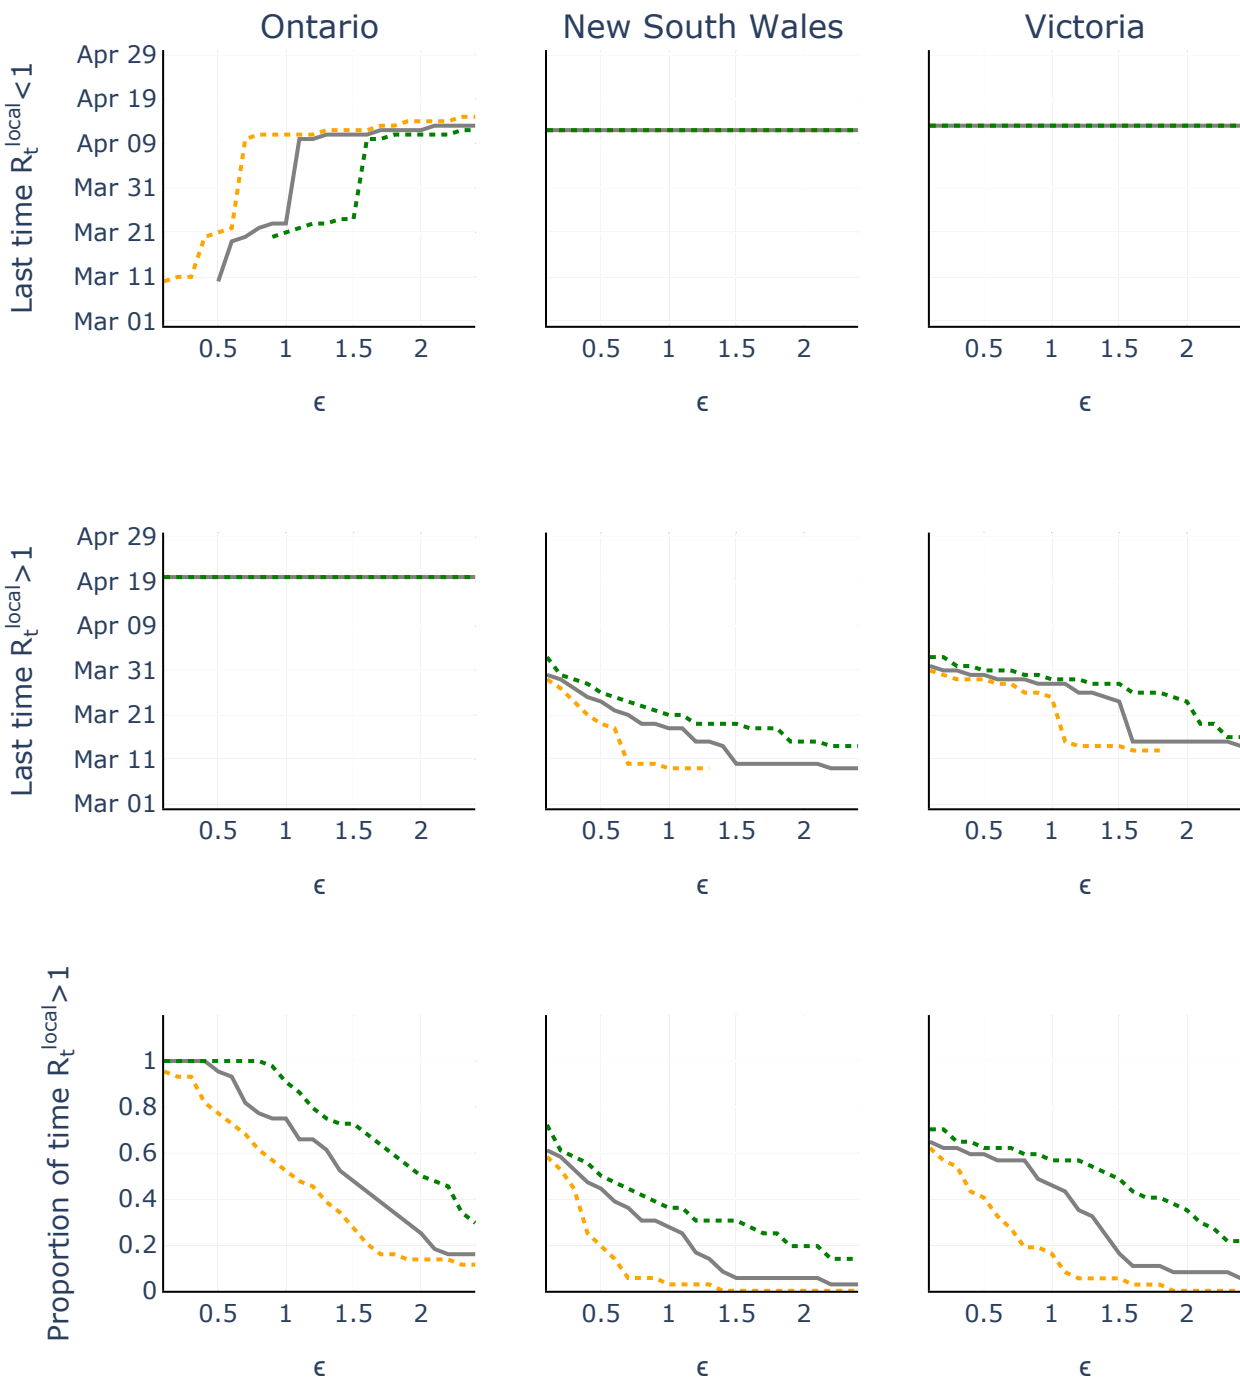 Ontario New South Wales Victoria
Last time R_t^local<1
Apr 29
Apr 19
Apr 09
Mar 31
Mar 21
Mar 11
Mar 01
0.5 1 1.5 2
0.5 1 1.5 2
0.5 1 1.5 2
ϵ ϵ ϵ
Last time R_t^local>1
Apr 29
Apr 19
Apr 09
Mar 31
Mar 21
Mar 11
Mar 01
0.5 1 1.5 2
0.5 1 1.5 2
0.5 1 1.5 2
ϵ ϵ ϵ
Proportion of time R_t^local>1
1
0.8
0.6
0.4
0.2
0
0.5 1 1.5 2
0.5 1 1.5 2
0.5 1 1.5 2
ϵ ϵ ϵ